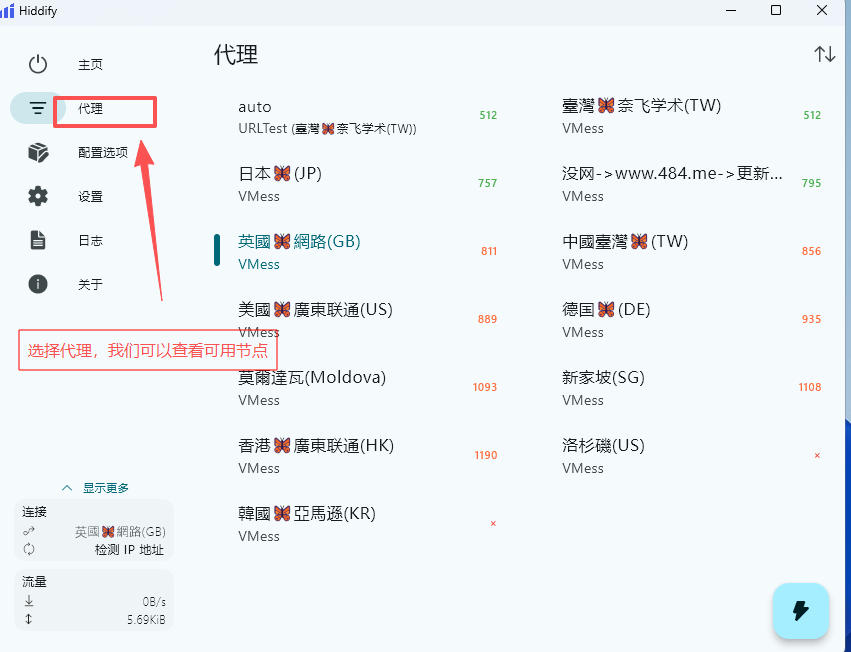 Hiddify
主页
代理
配置选项
设置
日志
关于
选择代理，我们可以查看可用节点
显示更多
连接
英國🦋網路(GB)
检测 IP 地址
流量
0B/s
5.69KiB
代理
auto
URLTest (臺灣🦋奈飞学术(TW))
512
臺灣🦋奈飞学术(TW)
VMess
512
日本🦋(JP)
VMess
757
没网->www.484.me->更新...
VMess
795
英國🦋網路(GB)
VMess
811
中國臺灣🦋(TW)
VMess
856
美國🦋廣東联通(US)
VMess
889
德国🦋(DE)
VMess
935
莫爾達瓦(Moldova)
VMess
1093
新家坡(SG)
VMess
1108
香港🦋廣東联通(HK)
VMess
1190
洛杉磯(US)
VMess
×
韓國🦋亞馬遜(KR)
VMess
×